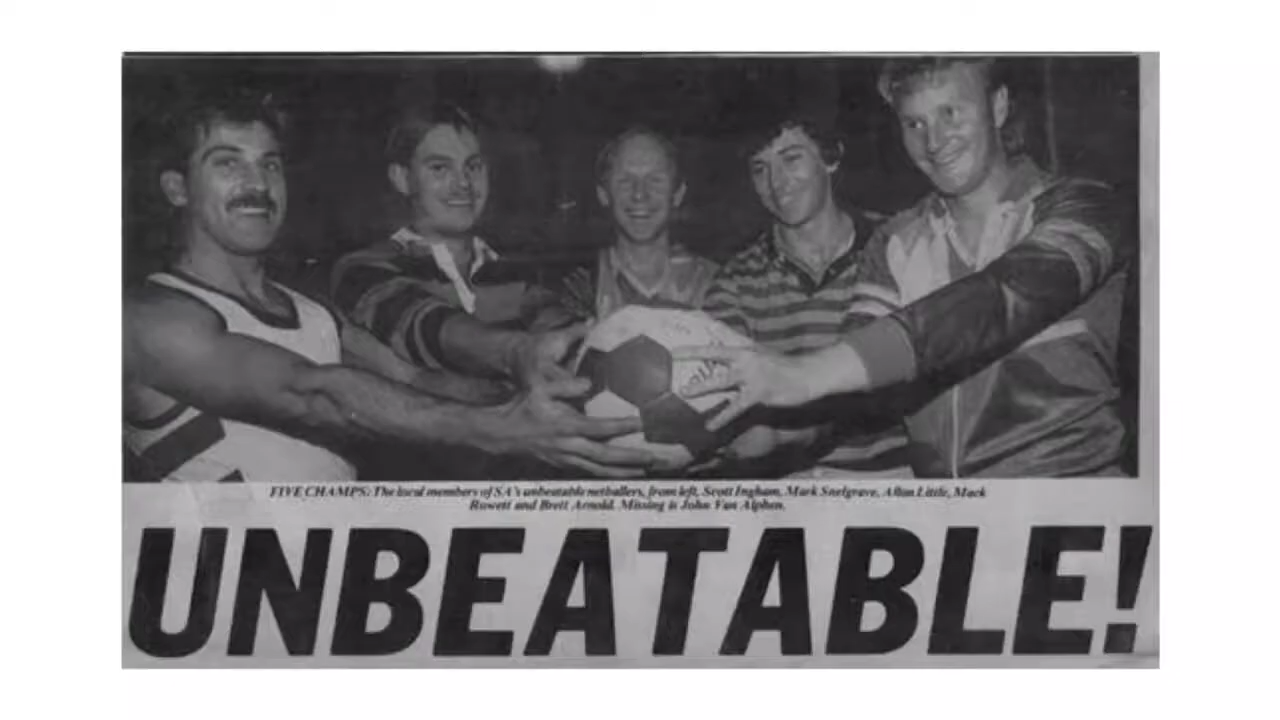 FIVE CHAMPS: The local members of SA's unbeatable netballers, from left, Scott Ingham, Mark Snelgrave, Allan Little, Mack
Rowett and Brett Arnold. Missing is John Van Alphen.
UNBEATABLE!